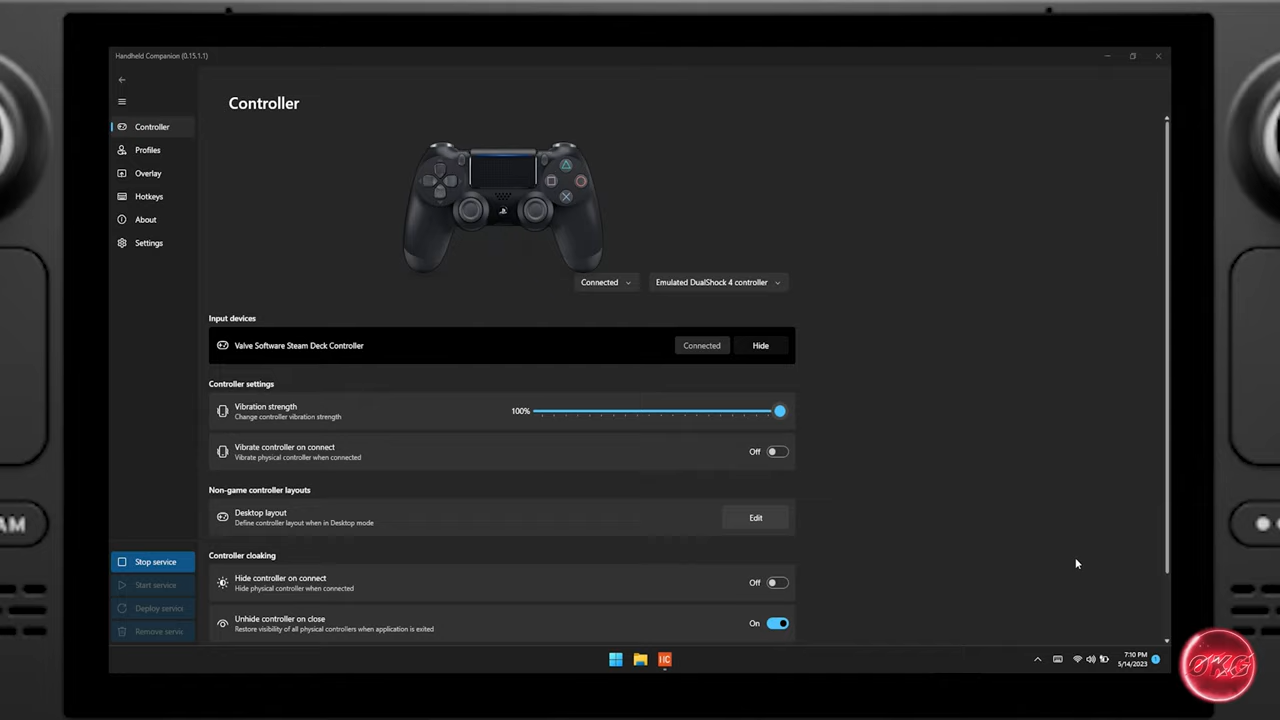 Handheld Companion (0.15.1.1)
Controller
Profiles
Overlay
Hotkeys
About
Settings
Stop service
Start service
Deploy servic
Remove servic
Controller
Connected
Emulated DualShock 4 controller
Input devices
Valve Software Steam Deck Controller
Connected
Hide
Controller settings
Vibration strength
Change controller vibration strength
100%
Vibrate controller on connect
Vibrate physical controller when connected
Off
Non-game controller layouts
Desktop layout
Define controller layout when in Desktop mode
Edit
Controller cloaking
Hide controller on connect
Hide physical controller when connected
Off
Unhide controller on close
Restore visibility of all physical controllers when application is exited
On
HC
7:10 PM
5/14/2023
1
AM
OKG